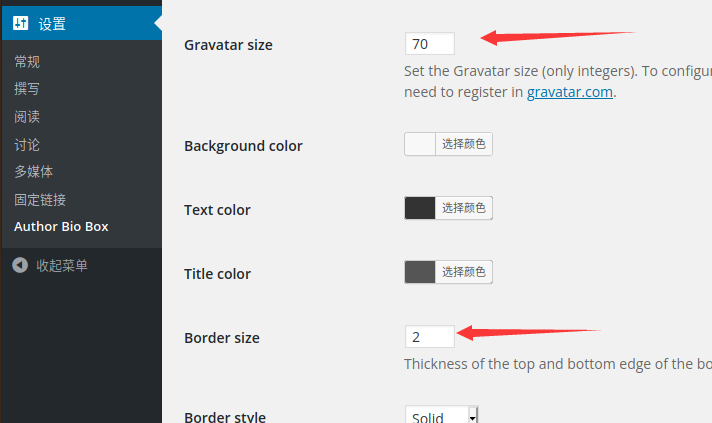 设置
常规
撰写
阅读
讨论
多媒体
固定链接
Author Bio Box
收起菜单
Gravatar size
70
Set the Gravatar size (only integers). To configu
need to register in gravatar.com.
Background color
选择颜色
Text color
选择颜色
Title color
选择颜色
Border size
2
Thickness of the top and bottom edge of the bo
Border style
Solid